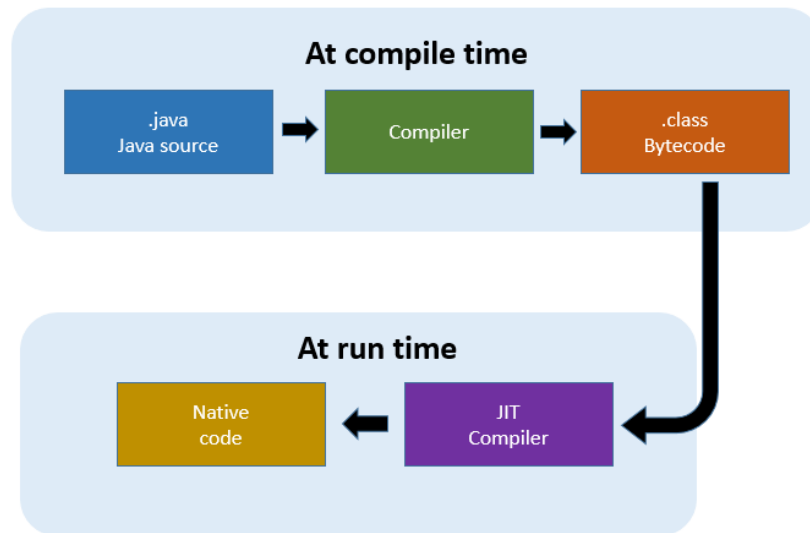 At compile time
.java
Java source
Compiler
.class
Bytecode
At run time
Native
code
JIT
Compiler